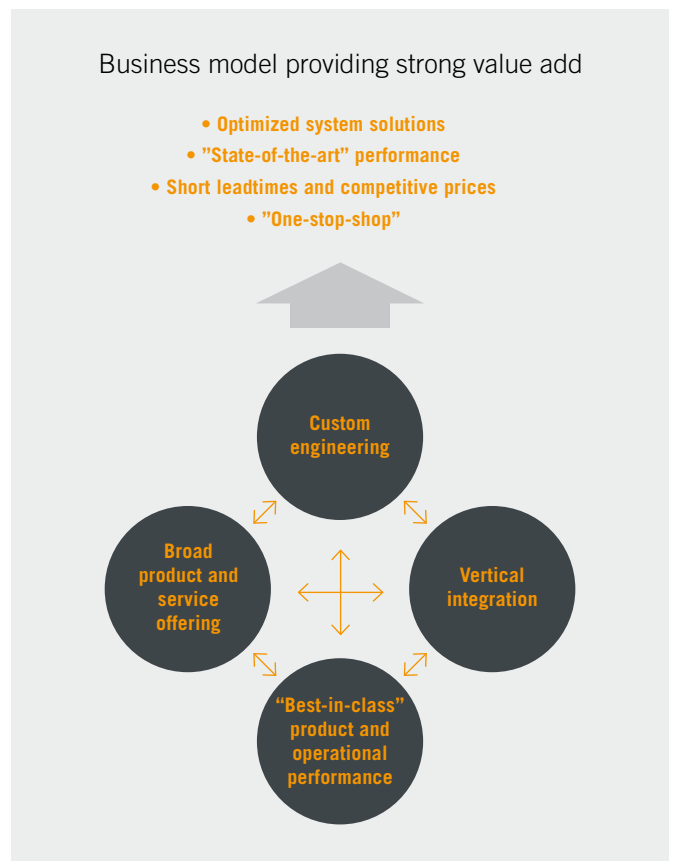 Business model providing strong value add
• Optimized system solutions
• ”State-of-the-art” performance
• Short leadtimes and competitive prices
• ”One-stop-shop”
Custom
engineering
Broad
product and
service
offering
Vertical
integration
“Best-in-class”
product and
operational
performance